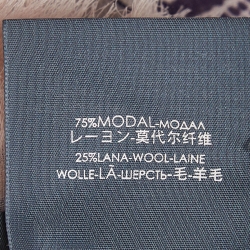 75%MODAL-МОДАЛ
レーヨン-莫代尔纤维
25%LANA-WOOL-LAINE
WOLLE-LÃ-ШЕРСТЬ-毛-羊毛